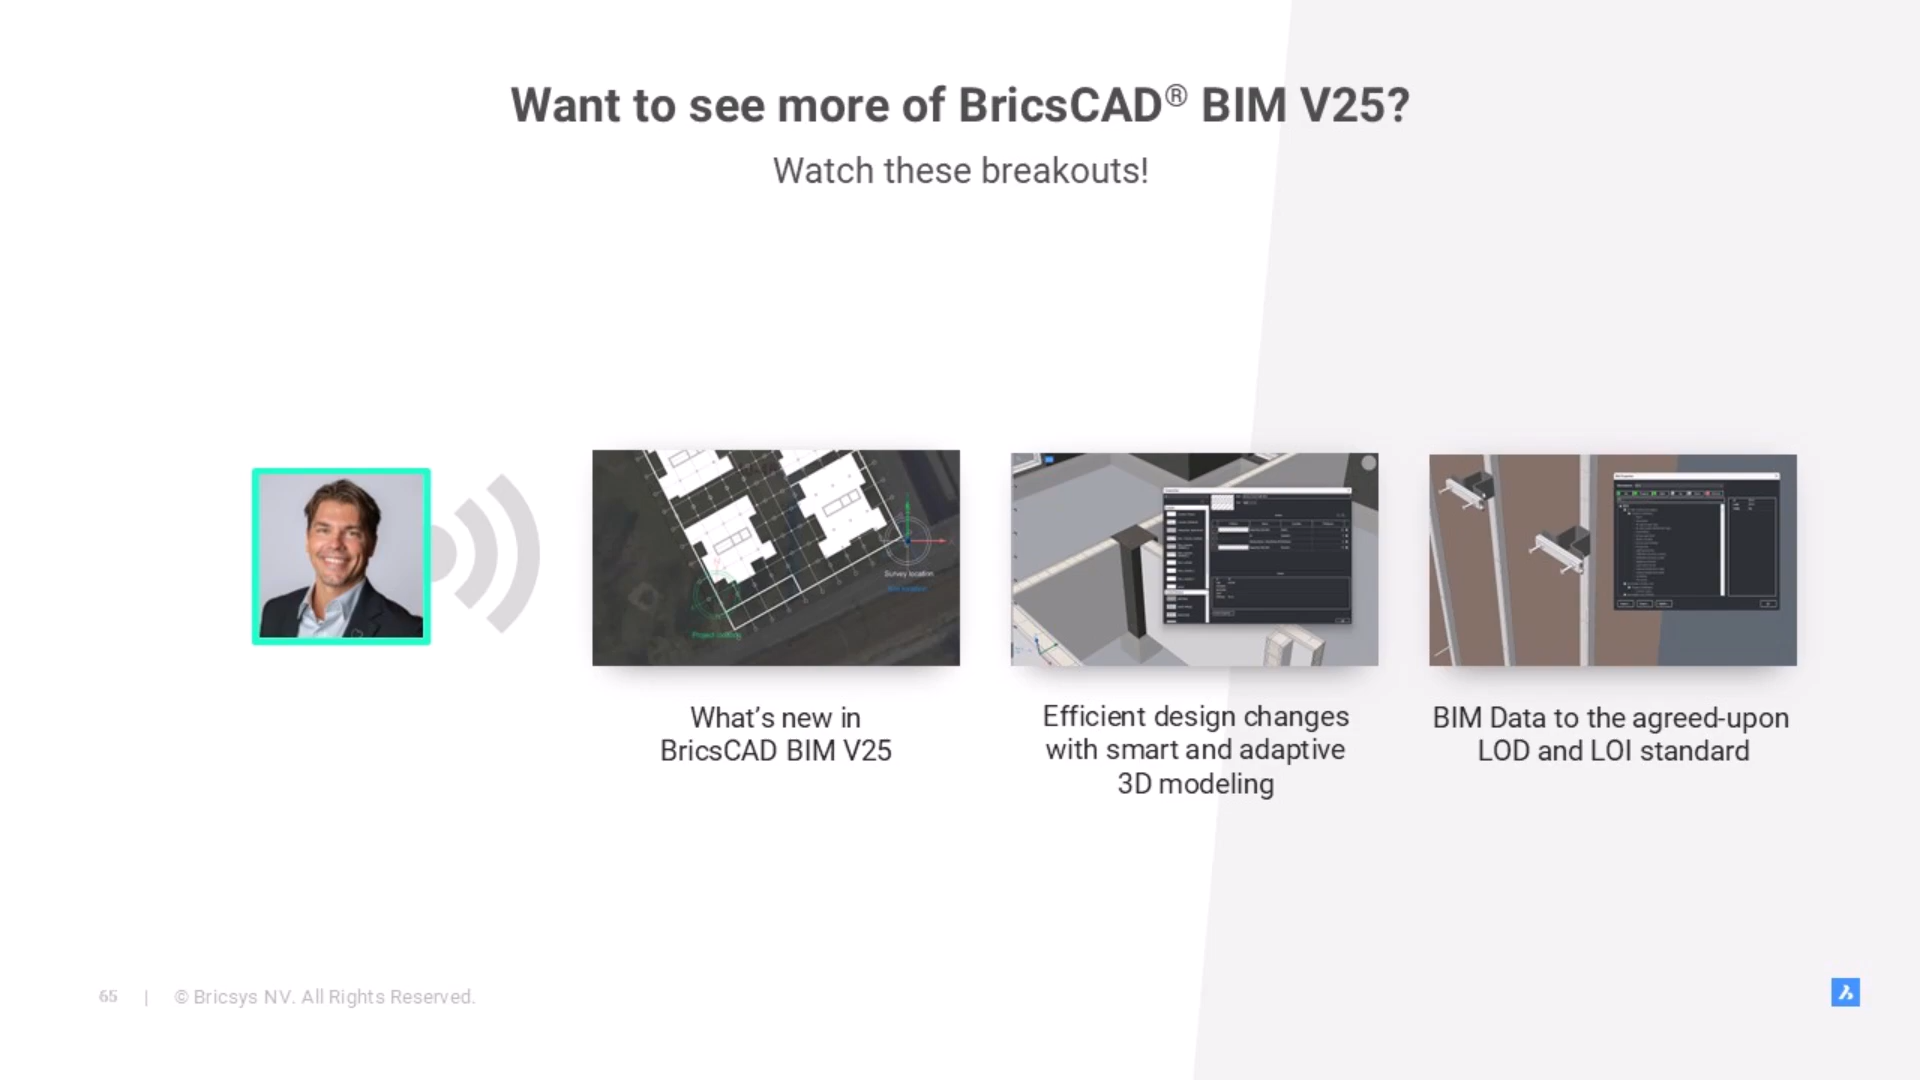 Want to see more of BricsCAD® BIM V25?
Watch these breakouts!
Survey location
What's new in
BricsCAD BIM V25
Efficient design changes
with smart and adaptive
3D modeling
BIM Data to the agreed-upon
LOD and LOI standard
65 | © Bricsys NV. All Rights Reserved.